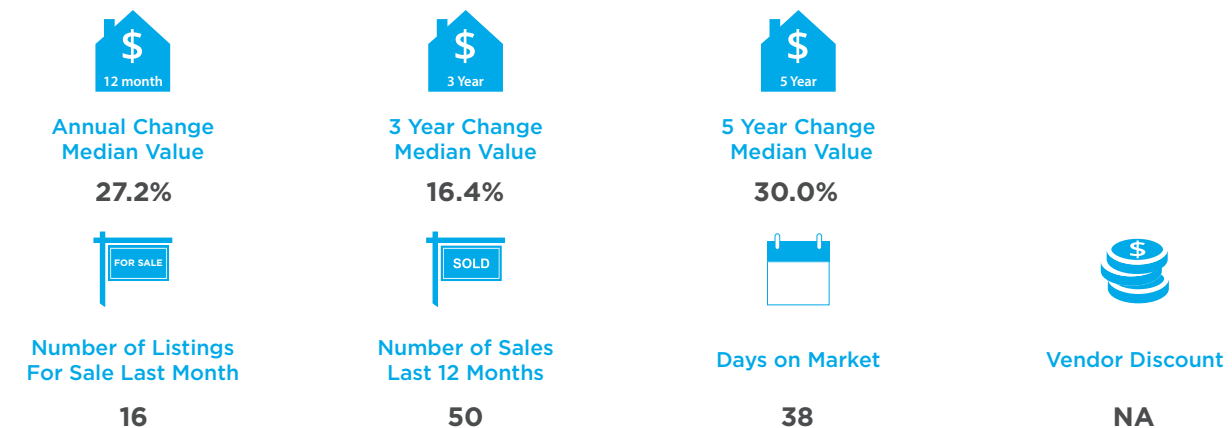 $
12 month
$
3 Year
$
5 Year
Annual Change
Median Value
3 Year Change
Median Value
5 Year Change
Median Value
27.2%
16.4%
30.0%
FOR SALE
SOLD
$
Number of Listings
For Sale Last Month
Number of Sales
Last 12 Months
Days on Market
Vendor Discount
16
50
38
NA